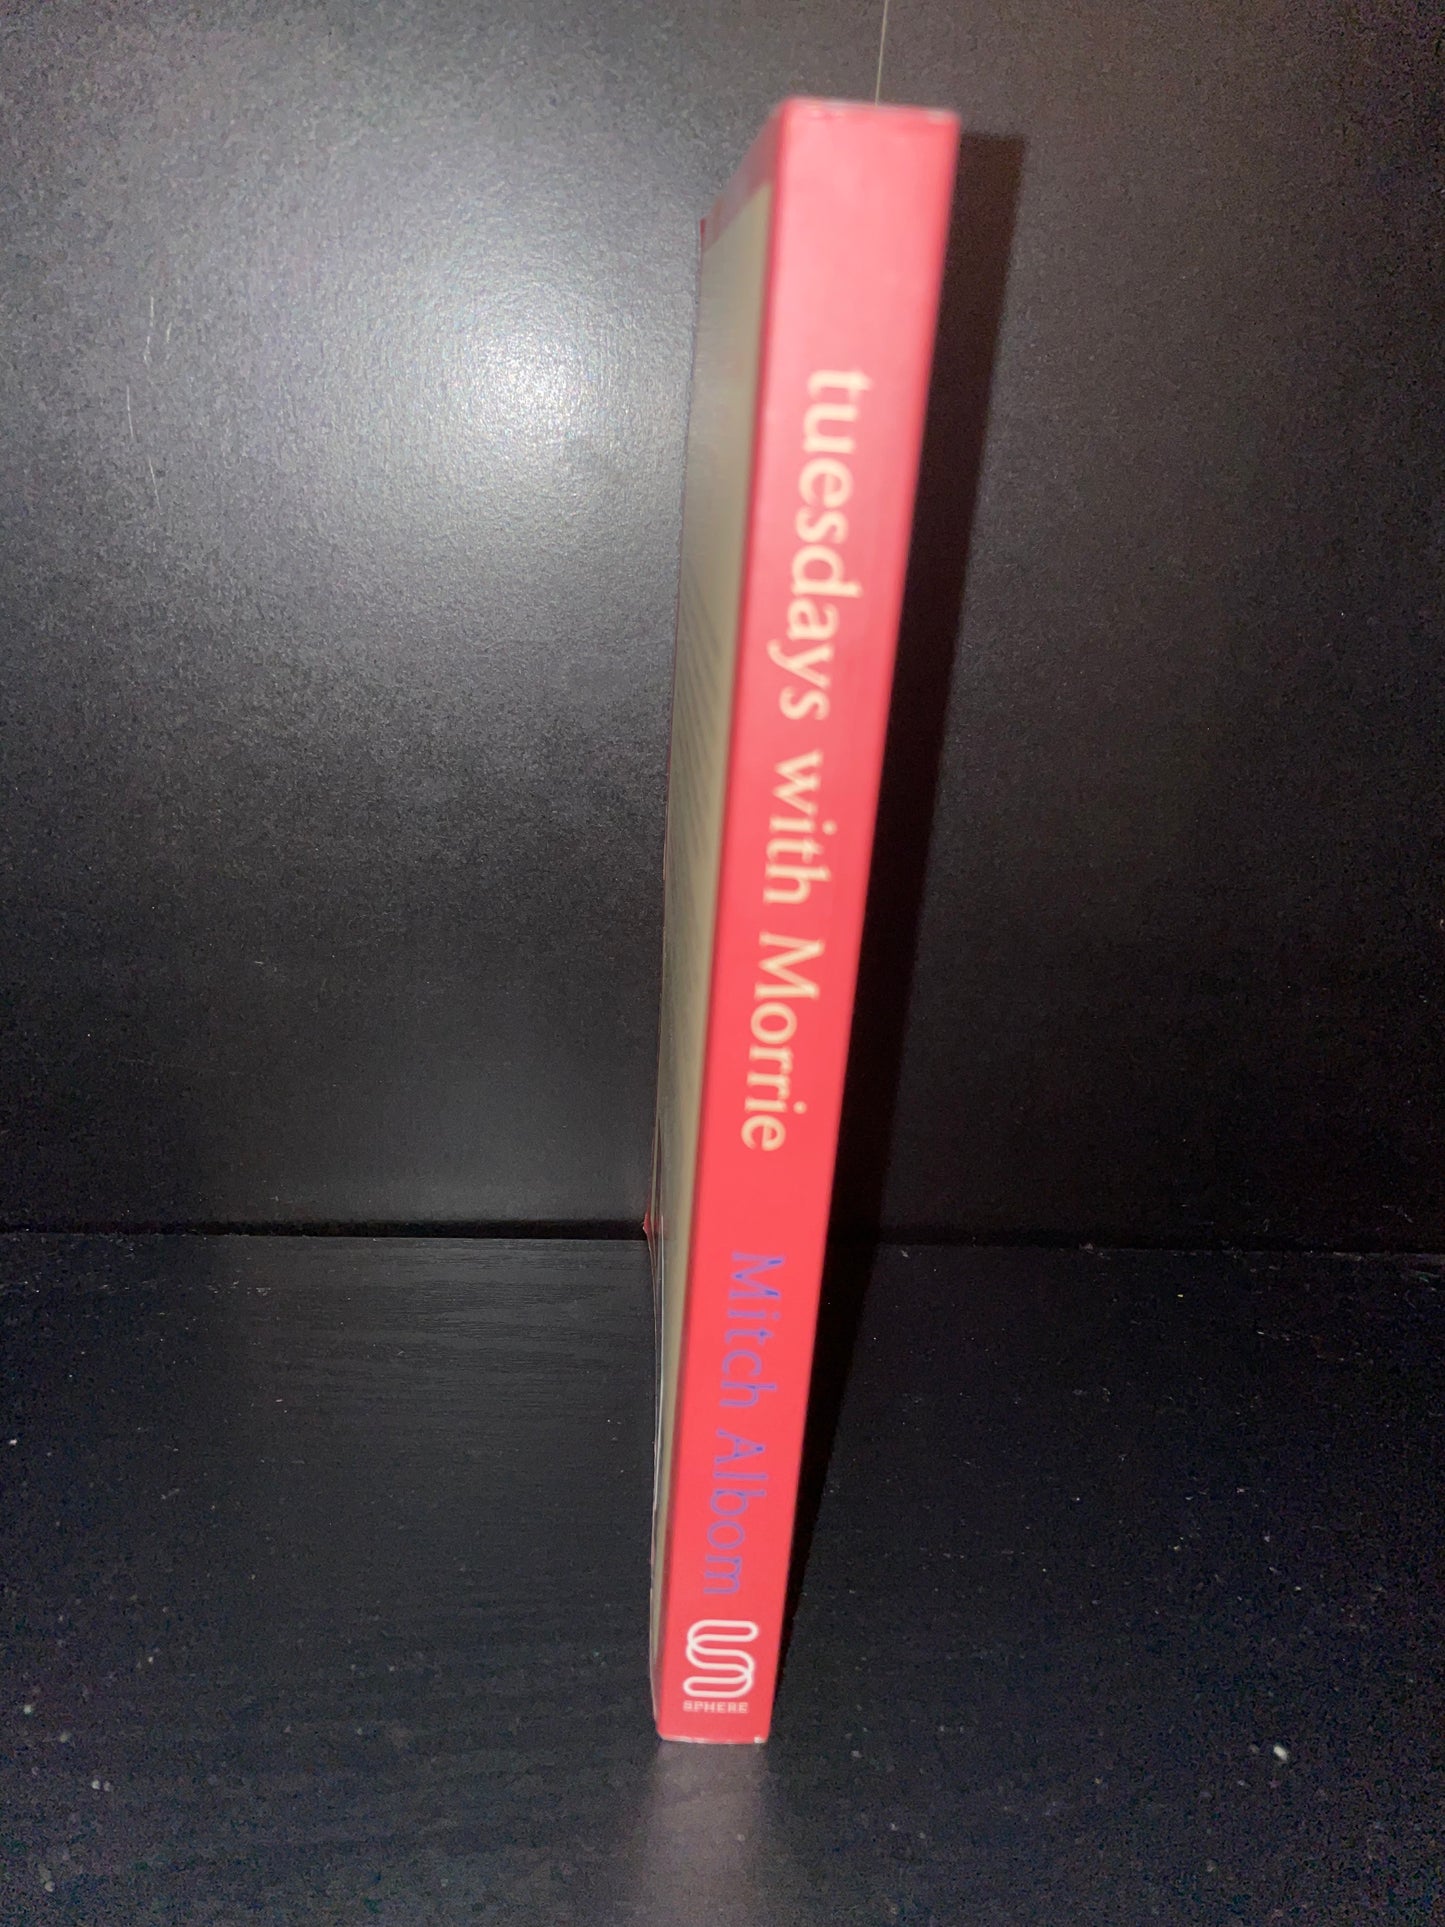 tuesdays with Morrie
Mitch Albom
SPHERE